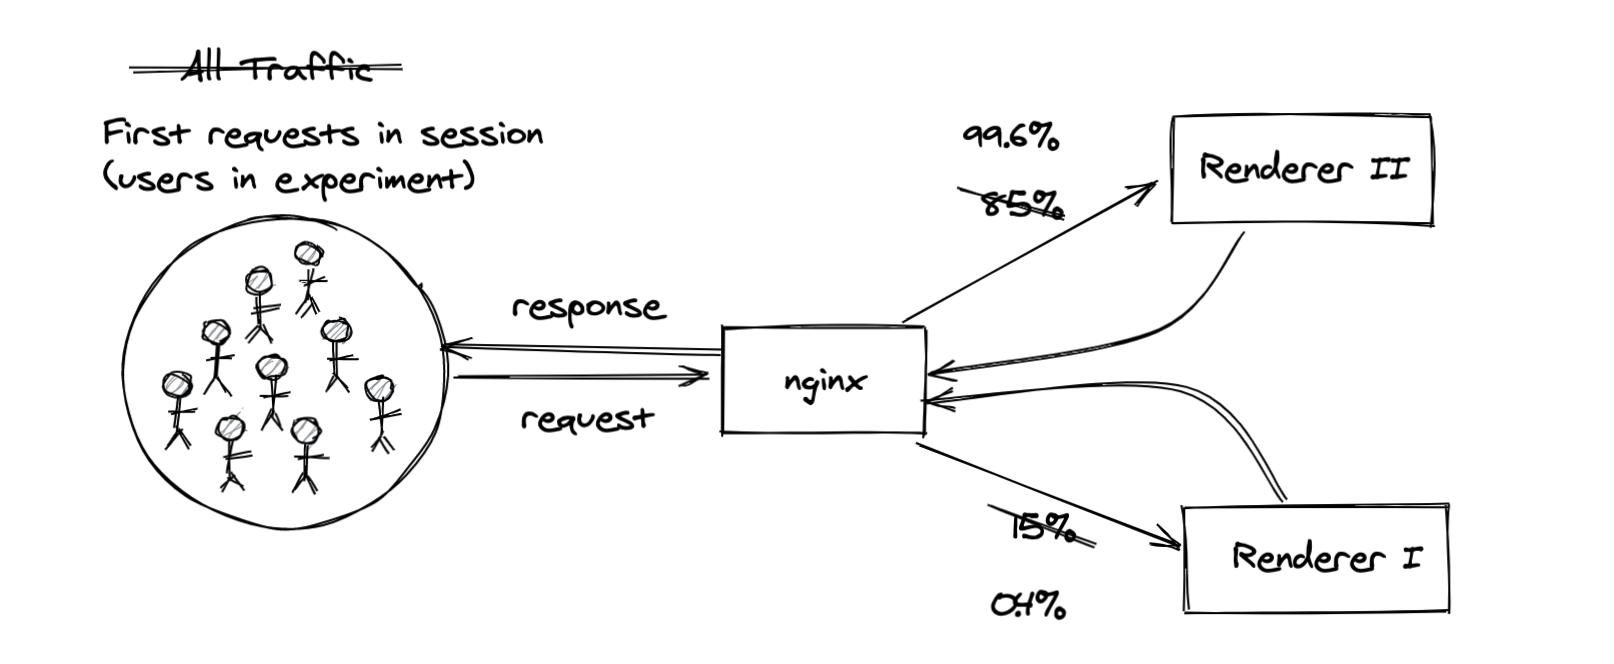 All Traffic
First requests in session
(users in experiment)
99.6%
85%
Renderer II
response
nginx
request
15%
0.4%
Renderer I